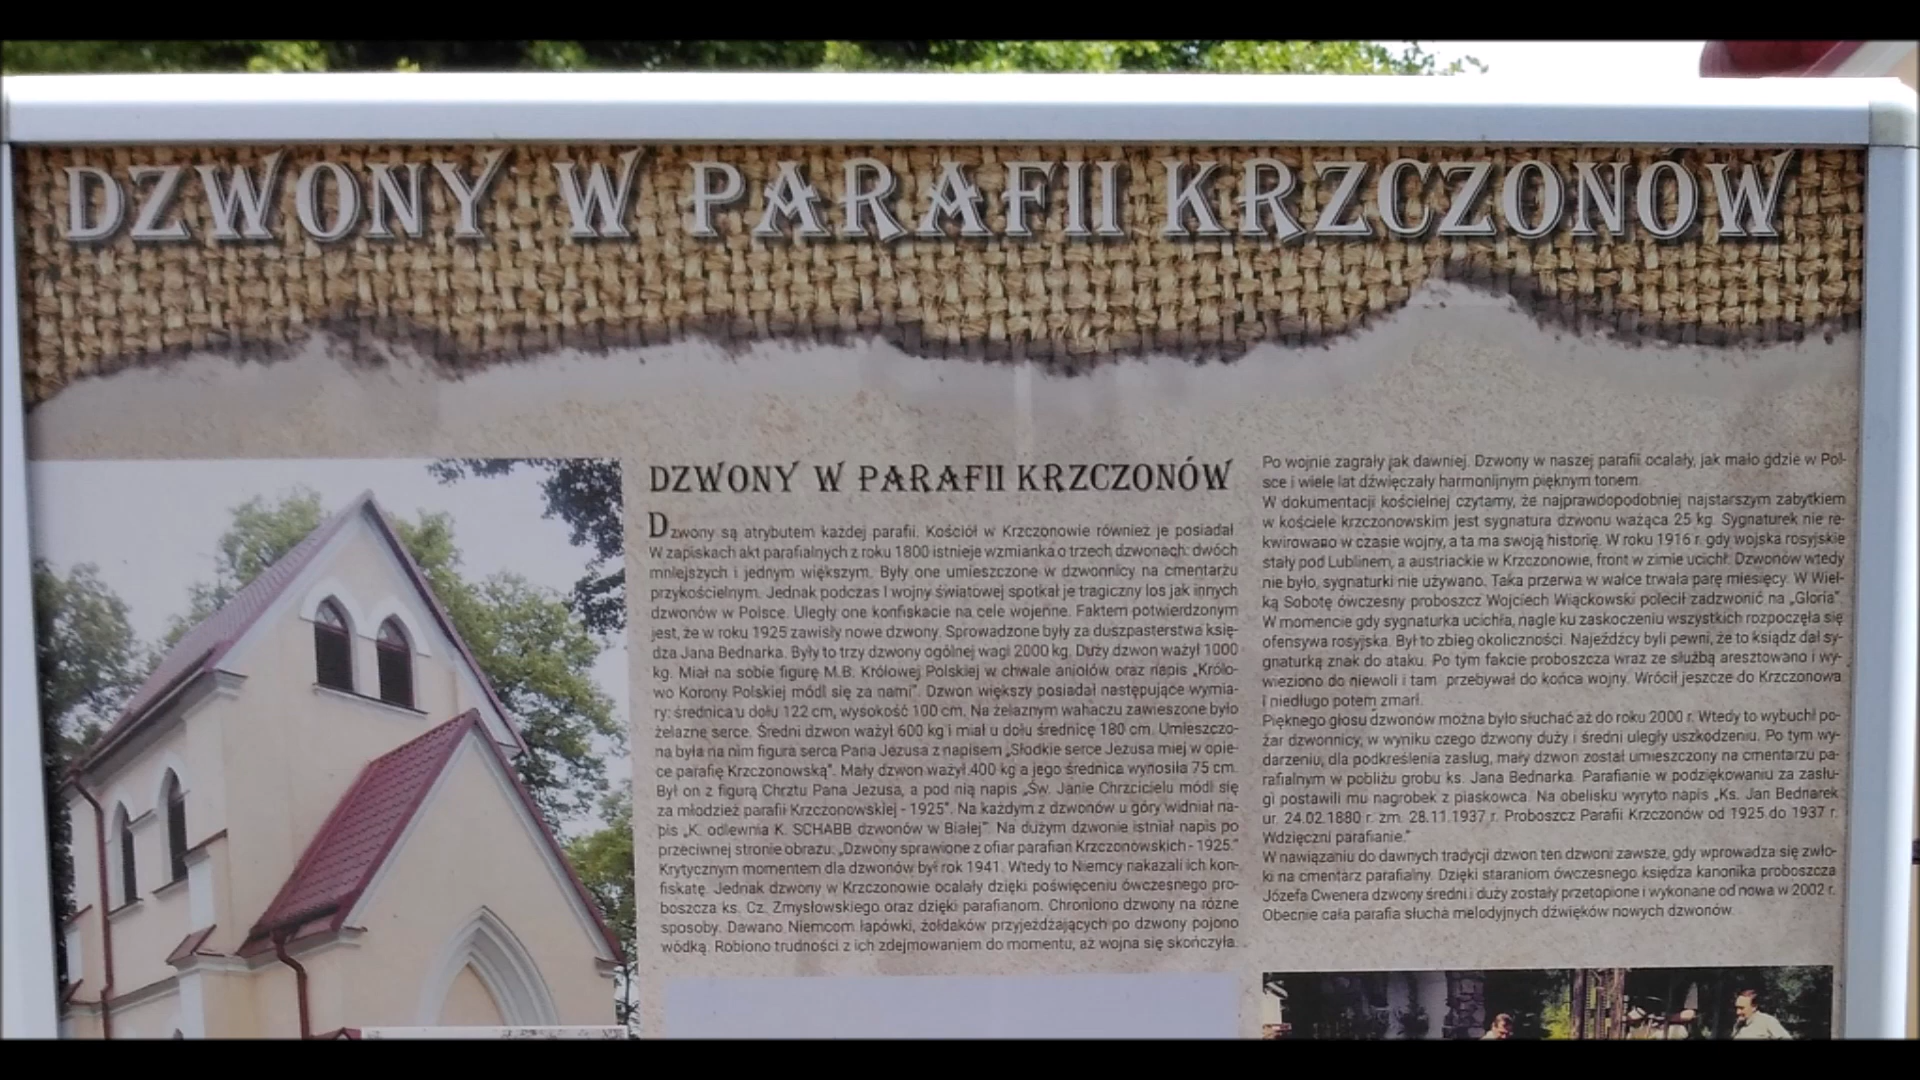 DZWONY W PARAFII KRZCZONÓW
DZWONY W PARAFII KRZCZONÓW
Dzwony są atrybutem każdej parafii. Kościół w Krzczonowie również je posiadał
W zapiskach akt parafialnych z roku 1800 istnieje wzmianka o trzech dzwonach: dwóch
mniejszych i jednym większym. Były one umieszczone w dzwonnicy na cmentarzu
przykościelnym. Jednak podczas I wojny światowej spotkał je tragiczny los jak innych
dzwonów w Polsce. Uległy one konfiskacie na cele wojenne. Faktem potwierdzonym
jest, że w roku 1925 zawisły nowe dzwony. Sprowadzone były za duszpasterstwa księ-
dza Jana Bednarka. Były to trzy dzwony ogólnej wagi 2000 kg. Duży dzwon ważył 1000
kg. Miał na sobie figurę M.B. Królowej Polskiej w chwale aniołów oraz napis „Królo-
wo Korony Polskiej módl się za nami”. Dzwon większy posiadał następujące wymia-
ry: średnica u dołu 122 cm, wysokość 100 cm. Na żelaznym wahaczu zawieszone było
żelazne serce. Średni dzwon ważył 600 kg i miał u dołu średnicę 180 cm. Umieszczo-
na była na nim figura serca Pana Jezusa z napisem „Słodkie serce Jezusa miej w opie-
ce parafię Krzczonowską”. Mały dzwon ważył 400 kg a jego średnica wynosiła 75 cm.
Był on z figurą Chrztu Pana Jezusa, a pod nią napis „Św. Janie Chrzcicielu módl się
za młodzież parafii Krzczonowskiej - 1925”. Na każdym z dzwonów u góry widniał na-
pis „K. odlewnia K. SCHABB dzwonów w Białej”. Na dużym dzwonie istniał napis po
przeciwnej stronie obrazu: „Dzwony sprawione z ofiar parafian Krzczonowskich - 1925.”
Krytycznym momentem dla dzwonów był rok 1941. Wtedy to Niemcy nakazali ich kon-
fiskatę. Jednak dzwony w Krzczonowie ocalały dzięki poświęceniu ówczesnego pro-
boszcza ks. Cz. Zmysłowskiego oraz dzięki parafianom. Chroniono dzwony na różne
sposoby. Dawano Niemcom łapówki, żołdaków przyjeżdżających po dzwony pojono
wódką. Robiono trudności z ich zdejmowaniem do momentu, aż wojna się skończyła.
Po wojnie zagrały jak dawniej. Dzwony w naszej parafii ocalały, jak mało gdzie w Pol-
sce i wiele lat dźwięczały harmonijnym pięknym tonem.
W dokumentacji kościelnej czytamy, że najprawdopodobniej najstarszym zabytkiem
w kościele krzczonowskim jest sygnatura dzwonu ważąca 25 kg. Sygnaturek nie re-
kwirowano w czasie wojny, a ta ma swoją historię. W roku 1916 r. gdy wojska rosyjskie
stały pod Lublinem, a austriackie w Krzczonowie, front w zimie ucichł. Dzwonów wtedy
nie było, sygnaturki nie używano. Taka przerwa w walce trwała parę miesięcy. W Wiel-
ką Sobotę ówczesny proboszcz Wojciech Wiąckowski polecił zadzwonić na „Gloria”.
W momencie gdy sygnaturka ucichła, nagle ku zaskoczeniu wszystkich rozpoczęła się
ofensywa rosyjska. Był to zbieg okoliczności. Najeźdźcy byli pewni, że to ksiądz dał sy-
gnaturką znak do ataku. Po tym fakcie proboszcza wraz ze służbą aresztowano i wy-
wieziono do niewoli i tam przebywał do końca wojny. Wrócił jeszcze do Krzczonowa
i niedługo potem zmarł.
Pięknego głosu dzwonów można było słuchać aż do roku 2000 r. Wtedy to wybuchł po-
żar dzwonnicy, w wyniku czego dzwony duży i średni uległy uszkodzeniu. Po tym wy-
darzeniu, dla podkreślenia zasług, mały dzwon został umieszczony na cmentarzu pa-
rafialnym w pobliżu grobu ks. Jana Bednarka. Parafianie w podziękowaniu za zasłu-
gi postawili mu nagrobek z piaskowca. Na obelisku wyryto napis „Ks. Jan Bednarek
ur. 24.02.1880 r. zm. 28.11.1937 r. Proboszcz Parafii Krzczonów od 1925 do 1937 r.
Wdzięczni parafianie.”
W nawiązaniu do dawnych tradycji dzwon ten dzwoni zawsze, gdy wprowadza się zwło-
ki na cmentarz parafialny. Dzięki staraniom ówczesnego księdza kanonika proboszcza
Józefa Cwenera dzwony średni i duży zostały przetopione i wykonane od nowa w 2002 r.
Obecnie cała parafia słucha melodyjnych dźwięków nowych dzwonów.